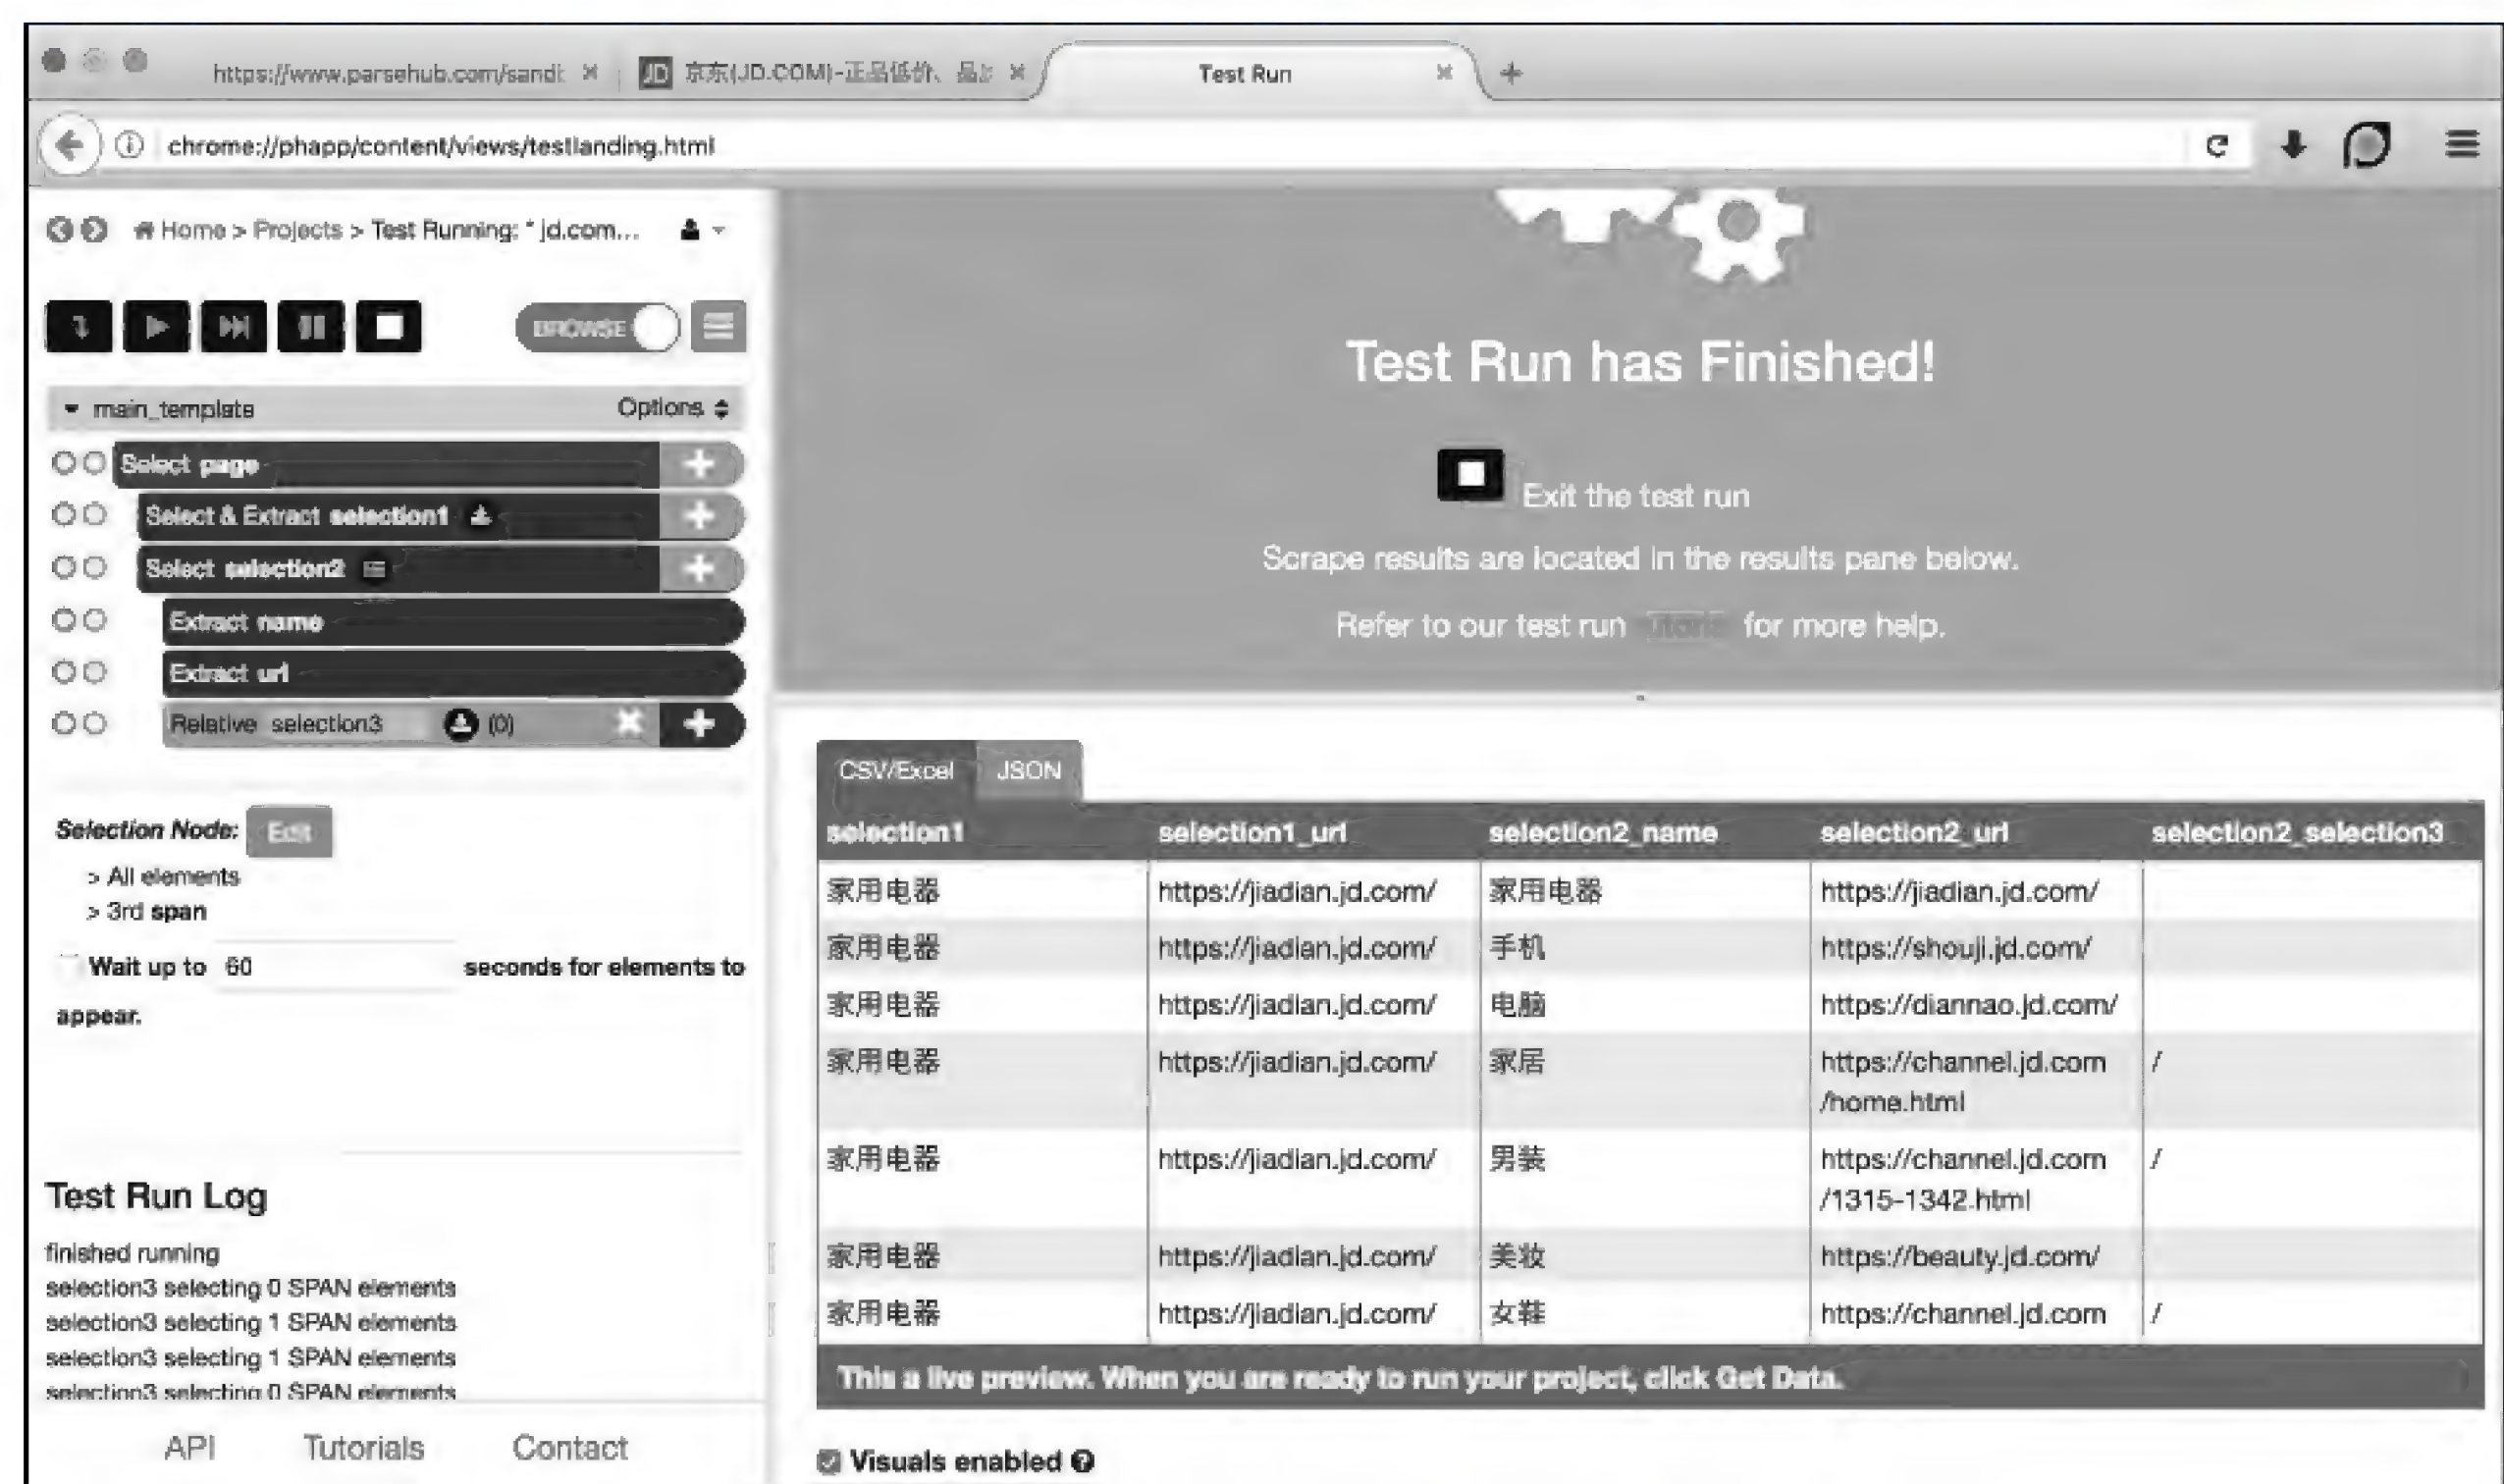 https://www.parsehub.com/sandl
JD 京东(JD.COM)-正品低价、品
Test Run
chrome://phapp/content/views/testlanding.html
Home > Projects > Test Running: * jd.com...
BROWSE
main_template Options
Select page
Select & Extract selection1
Select selection2
Extract name
Extract url
Relative selection3 (0)
Selection Node: Edit
> All elements
> 3rd span
Wait up to 60 seconds for elements to
appear.
Test Run Log
finished running
selection3 selecting 0 SPAN elements
selection3 selecting 1 SPAN elements
selection3 selecting 1 SPAN elements
selection3 selecting 0 SPAN elements
API Tutorials Contact
Test Run has Finished!
Exit the test run
Scrape results are located in the results pane below.
Refer to our test run for more help.
CSV/Excel JSON
selection1 selection1_url selection2_name selection2_url selection2_selection3
家用电器 https://jiadian.jd.com/ 家用电器 https://jiadian.jd.com/
家用电器 https://jiadian.jd.com/ 手机 https://shouji.jd.com/
家用电器 https://jiadian.jd.com/ 电脑 https://diannao.jd.com/
家用电器 https://jiadian.jd.com/ 家居 https://channel.jd.com /
/home.html
家用电器 https://jiadian.jd.com/ 男装 https://channel.jd.com /
/1315-1342.html
家用电器 https://jiadian.jd.com/ 美妆 https://beauty.jd.com/
家用电器 https://jiadian.jd.com/ 女鞋 https://channel.jd.com /
This a live preview. When you are ready to run your project, click Get Data.
Visuals enabled